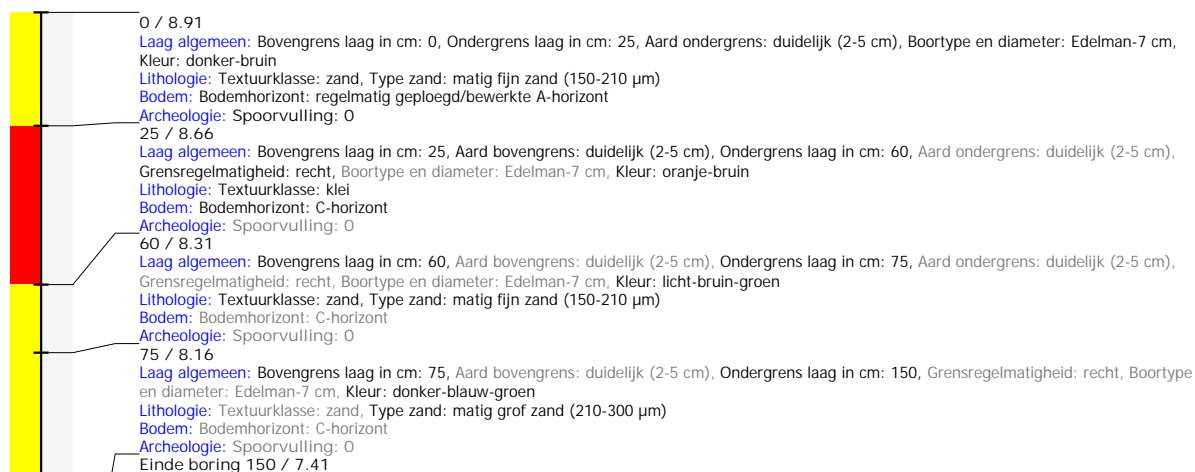 0 / 8.91
Laag algemeen: Bovengrens laag in cm: 0, Ondergrens laag in cm: 25, Aard ondergrens: duidelijk (2-5 cm), Boortype en diameter: Edelman-7 cm,
Kleur: donker-bruin
Lithologie: Textuurklasse: zand, Type zand: matig fijn zand (150-210 µm)
Bodem: Bodemhorizont: regelmatig geploegd/bewerkte A-horizont
Archeologie: Spoorvulling: 0
25 / 8.66
Laag algemeen: Bovengrens laag in cm: 25, Aard bovengrens: duidelijk (2-5 cm), Ondergrens laag in cm: 60, Aard ondergrens: duidelijk (2-5 cm),
Grensregelmatigheid: recht, Boortype en diameter: Edelman-7 cm, Kleur: oranje-bruin
Lithologie: Textuurklasse: klei
Bodem: Bodemhorizont: C-horizont
Archeologie: Spoorvulling: 0
60 / 8.31
Laag algemeen: Bovengrens laag in cm: 60, Aard bovengrens: duidelijk (2-5 cm), Ondergrens laag in cm: 75, Aard ondergrens: duidelijk (2-5 cm),
Grensregelmatigheid: recht, Boortype en diameter: Edelman-7 cm, Kleur: licht-bruin-groen
Lithologie: Textuurklasse: zand, Type zand: matig fijn zand (150-210 µm)
Bodem: Bodemhorizont: C-horizont
Archeologie: Spoorvulling: 0
75 / 8.16
Laag algemeen: Bovengrens laag in cm: 75, Aard bovengrens: duidelijk (2-5 cm), Ondergrens laag in cm: 150, Grensregelmatigheid: recht, Boortype
en diameter: Edelman-7 cm, Kleur: donker-blauw-groen
Lithologie: Textuurklasse: zand, Type zand: matig grof zand (210-300 µm)
Bodem: Bodemhorizont: C-horizont
Archeologie: Spoorvulling: 0
Einde boring 150 / 7.41